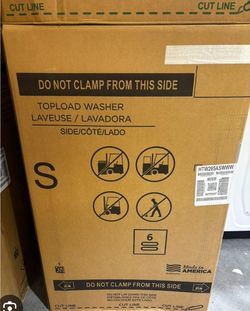 CUT LINE
CUT LINE
DO NOT CLAMP FROM THIS SIDE
TOPLOAD WASHER
LAVEUSE / LAVADORA
SIDE/CÔTÉ/LADO
S
6
Made in
AMERICA
DO NOT CLAMP FROM THIS SIDE
CUT LINE
CUT LINE